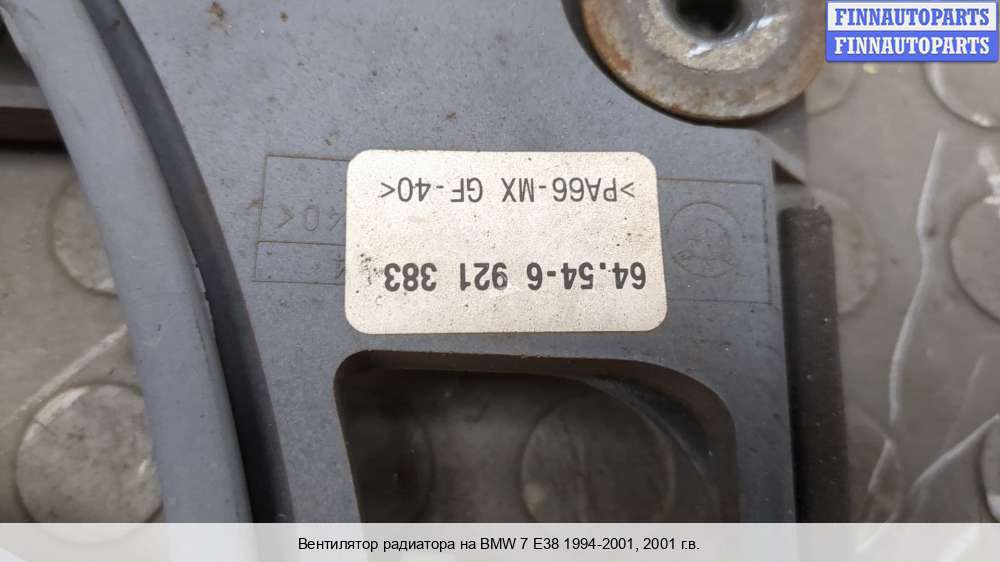 FINNAUTOPARTS
FINNAUTOPARTS
64.54-6 921 383
>PA66-MX GF-40<
40<
Вентилятор радиатора на BMW 7 E38 1994-2001, 2001 г.в.